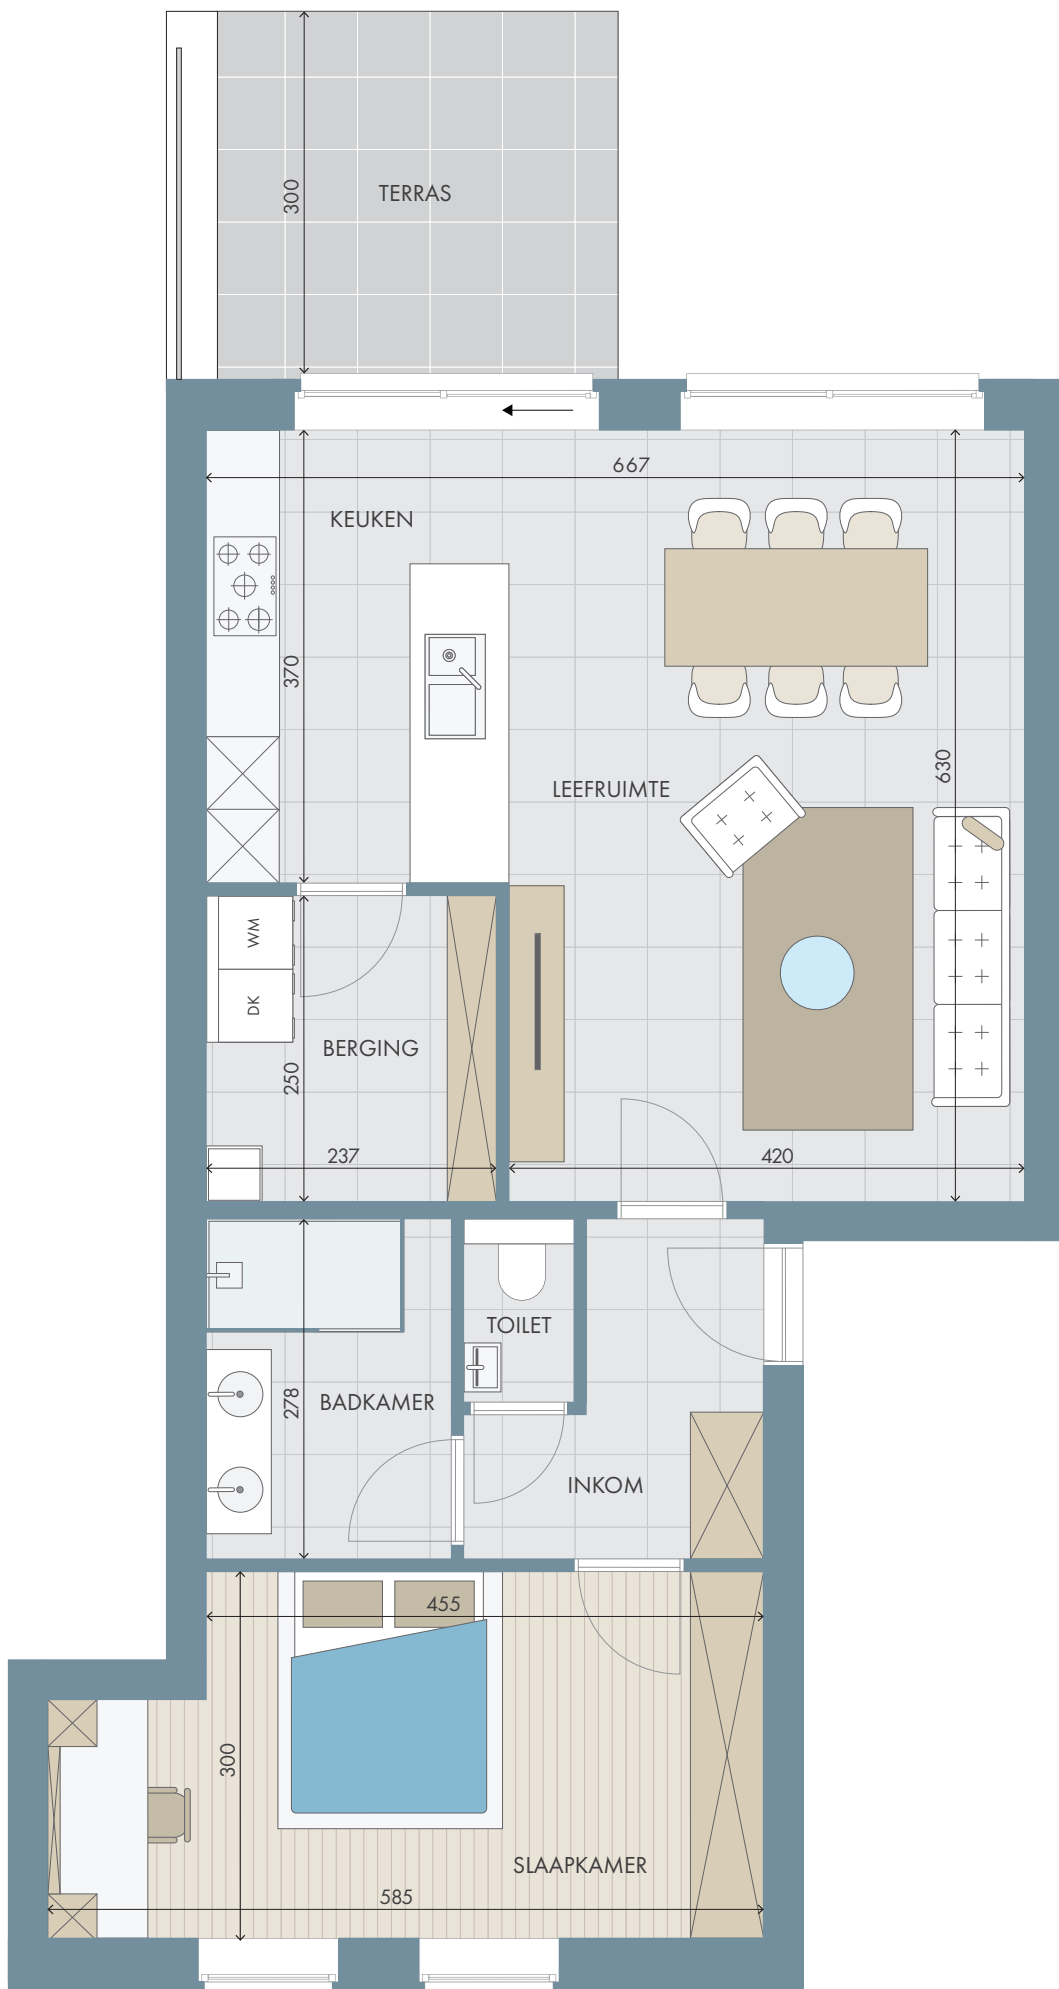 300
TERRAS
667
KEUKEN
370
630
LEEFRUIMTE
WM
DK
BERGING
250
237
420
TOILET
278
BADKAMER
INKOM
455
300
SLAAPKAMER
585